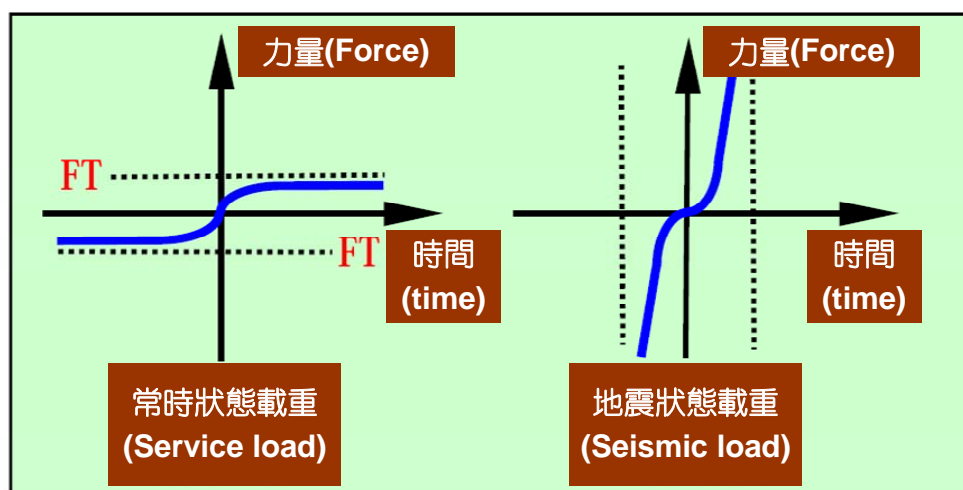 力量(Force)
FT
FT
時間
(time)
常時狀態載重
(Service load)
力量(Force)
時間
(time)
地震狀態載重
(Seismic load)